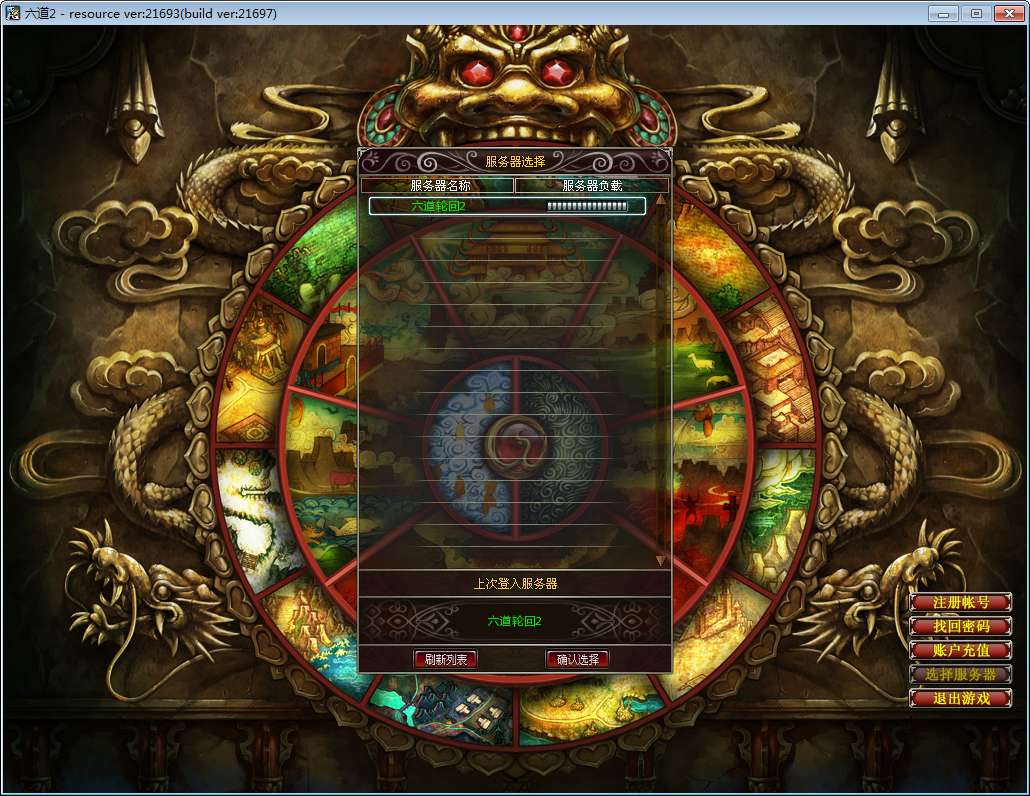 六道2 - resource ver:21693(build ver:21697)
服务器选择
服务器名称 服务器负载
六道轮回2
上次登入服务器
六道轮回2
刷新列表 确认选择
注册帐号
找回密码
账户充值
选择服务器
退出游戏